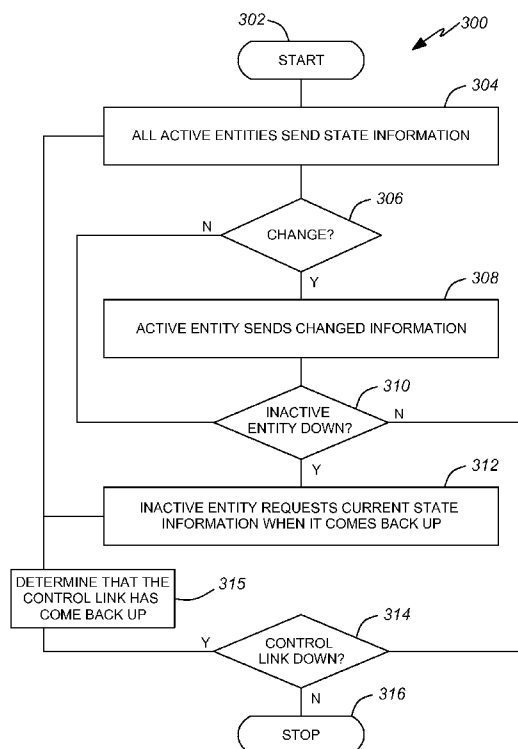 302
300
START
304
ALL ACTIVE ENTITIES SEND STATE INFORMATION
306
N
CHANGE?
Y
308
ACTIVE ENTITY SENDS CHANGED INFORMATION
310
INACTIVE
ENTITY DOWN?
N
Y
312
INACTIVE ENTITY REQUESTS CURRENT STATE
INFORMATION WHEN IT COMES BACK UP
DETERMINE THAT THE
CONTROL LINK HAS
COME BACK UP
315
314
Y
CONTROL
LINK DOWN?
N
316
STOP